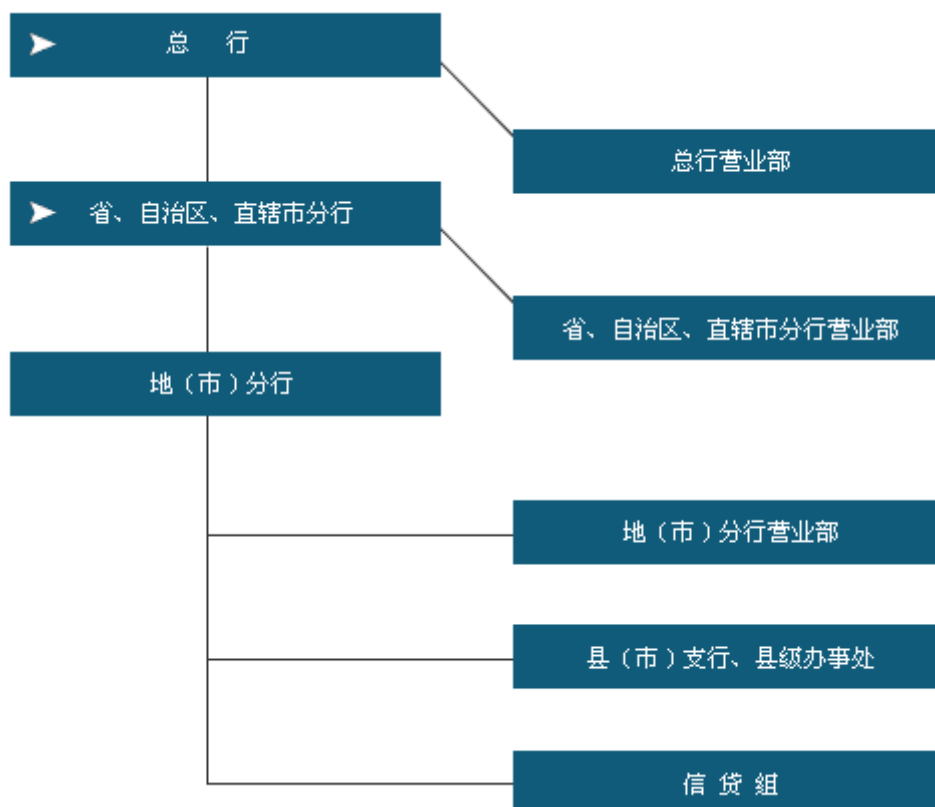 总 行
总行营业部
省、自治区、直辖市分行
省、自治区、直辖市分行营业部
地（市）分行
地（市）分行营业部
县（市）支行、县级办事处
信 贷 组